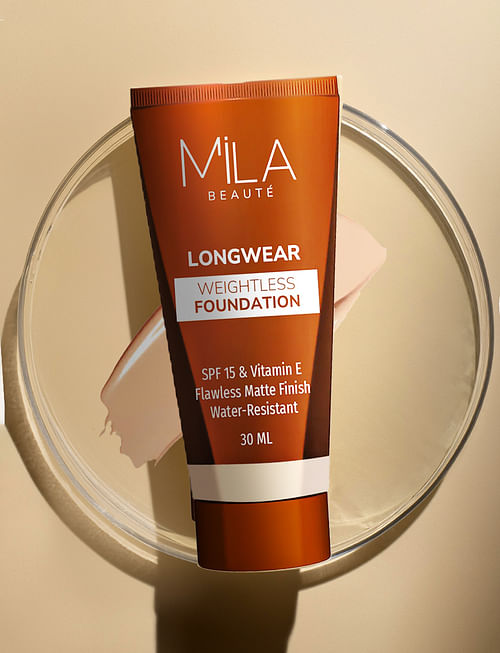 MiLA
BEAUTÉ
LONGWEAR
WEIGHTLESS
FOUNDATION
SPF 15 & Vitamin E
Flawless Matte Finish
Water-Resistant
30 ML